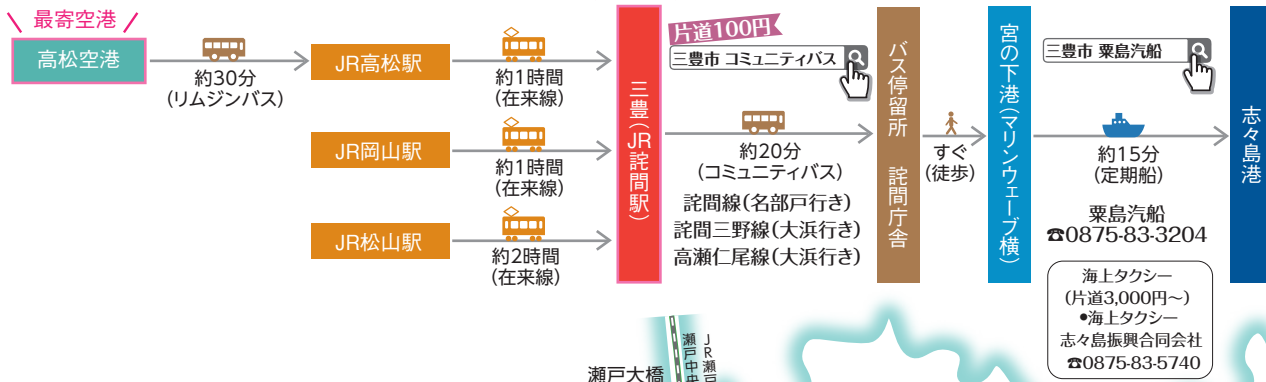 最寄空港
高松空港
約30分
(リムジンバス)
JR高松駅
約1時間
(在来線)
JR岡山駅
約1時間
(在来線)
JR松山駅
約2時間
(在来線)
三豊(JR詫間駅)
片道100円
三豊市 コミュニティバス
約20分
(コミュニティバス)
詫間線(名部戸行き)
詫間三野線(大浜行き)
高瀬仁尾線(大浜行き)
バス停留所 詫間庁舎
すぐ
(徒歩)
宮の下港(マリンウェーブ横)
三豊市 粟島汽船
約15分
(定期船)
粟島汽船
☎0875-83-3204
海上タクシー
(片道3,000円〜)
●海上タクシー
志々島振興合同会社
☎0875-83-5740
志々島港
瀬戸大橋
JR瀬戸
瀬戸中央